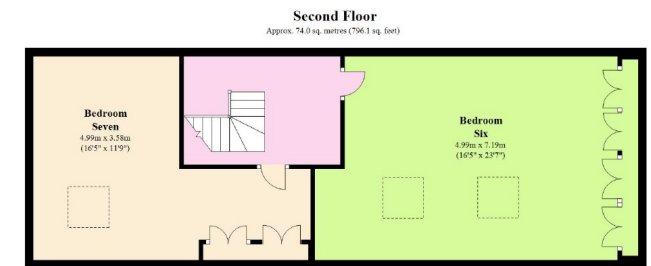 Second Floor
Approx. 74.0 sq. metres (796.1 sq. feet)
Bedroom
Seven
4.99m x 3.58m
(16'5" x 11'9")
Bedroom
Six
4.99m x 7.19m
(16'5" x 23'7")